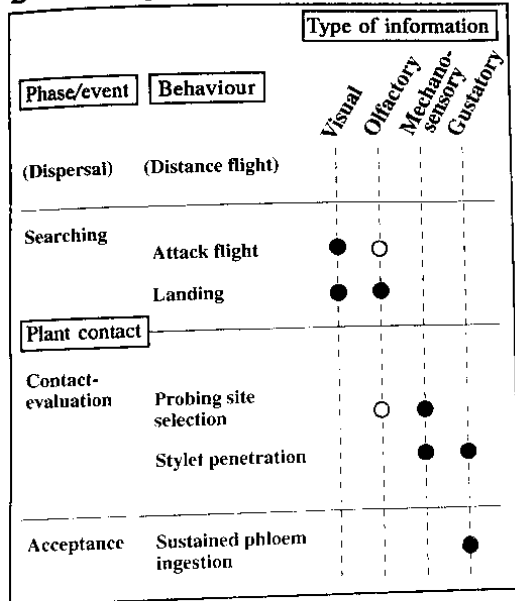 Type of information
Phase/event Behaviour
Visual
Olfactory
Mechano-
sensory
Gustatory
(Dispersal) (Distance flight)
Searching
Attack flight
Landing
Plant contact
Contact-
evaluation
Probing site
selection
Stylet penetration
Acceptance
Sustained phloem
ingestion